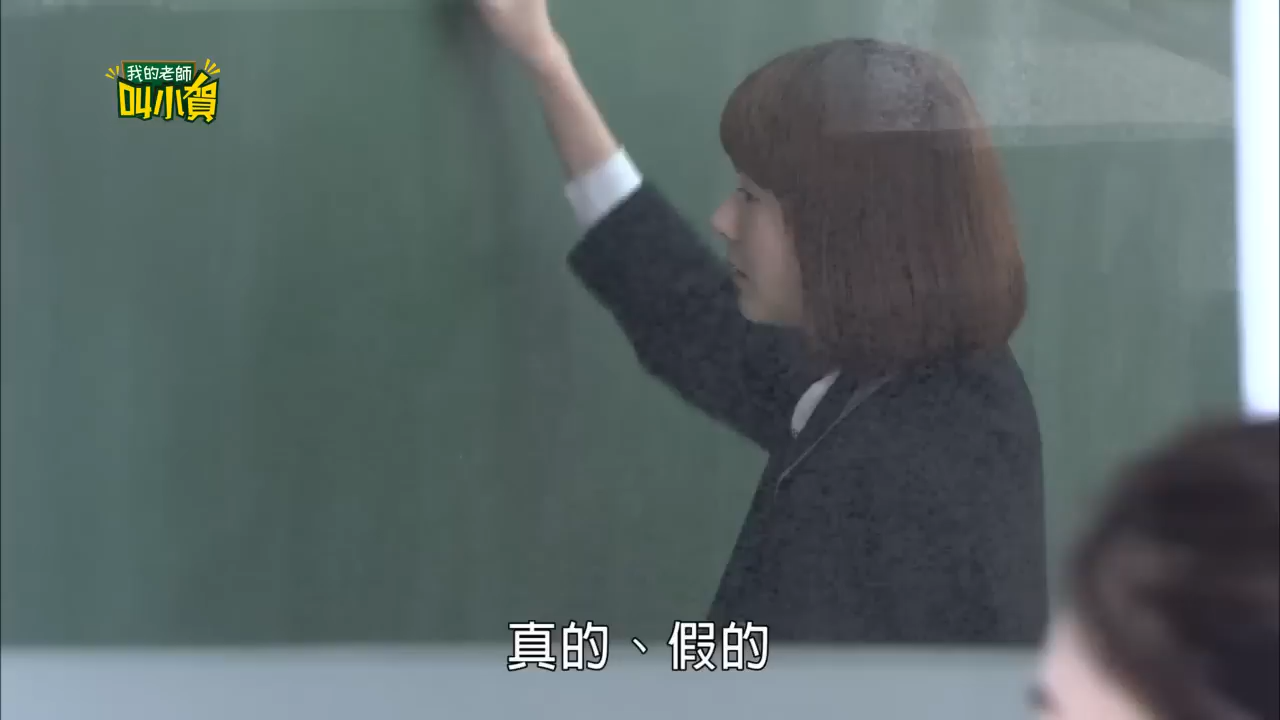 我的老師
叫小賀
真的、假的